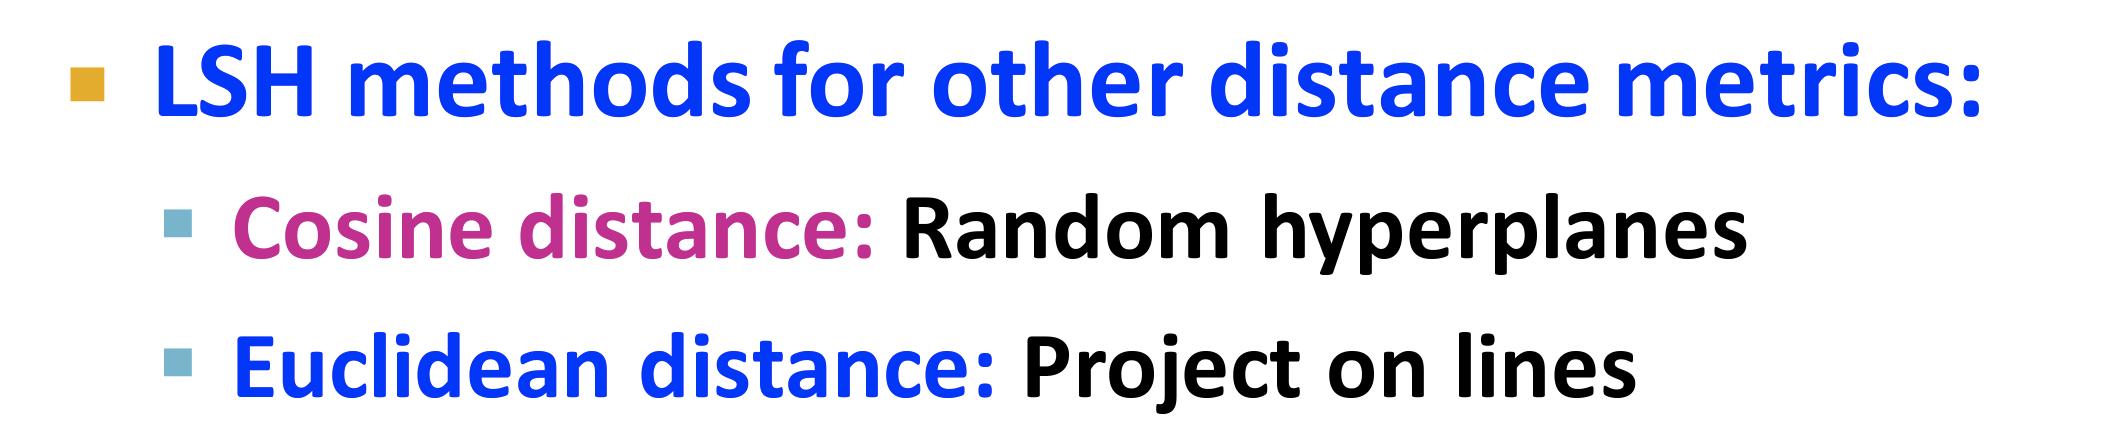 LSH methods for other distance metrics:
Cosine distance: Random hyperplanes
Euclidean distance: Project on lines